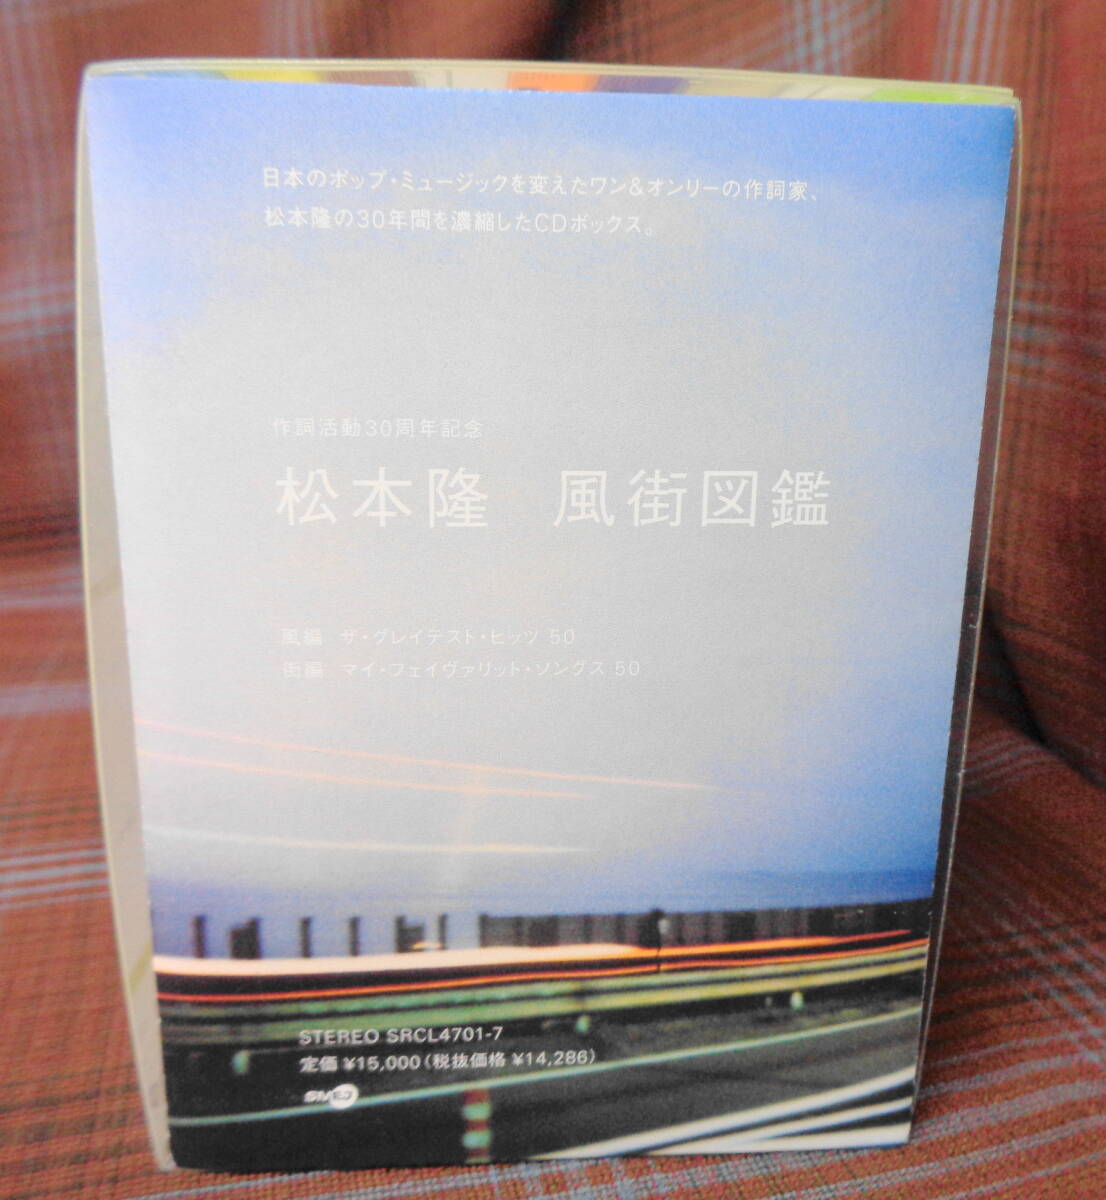 日本のポップ・ミュージックを変えたワン&オンリーの作詞家、
松本隆の30年間を濃縮したCDボックス。
作詞活動30周年記念
松本隆　風街図鑑
風編　ザ・グレイテスト・ヒッツ 50
街編　マイ・フェイヴァリット・ソングス 50
STEREO SRCL4701-7
定価 ¥15,000(税抜価格 ¥14,286)
SMEJ